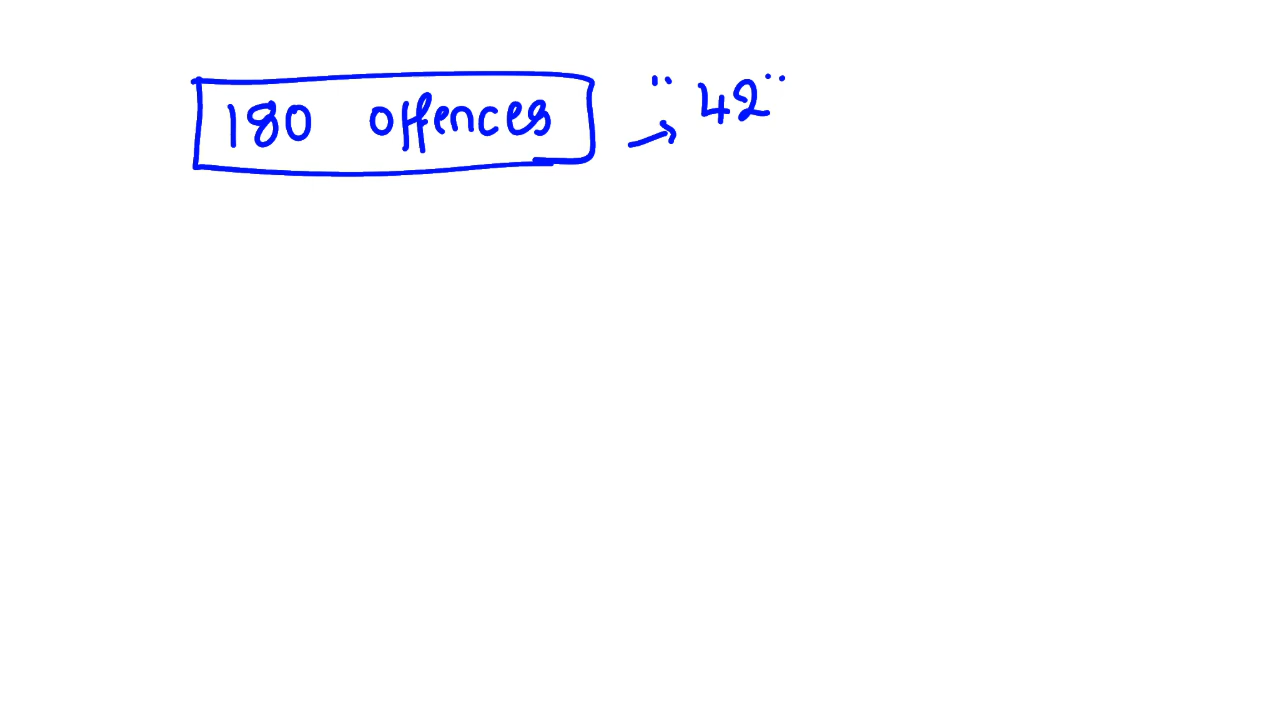 180 offences → "42"